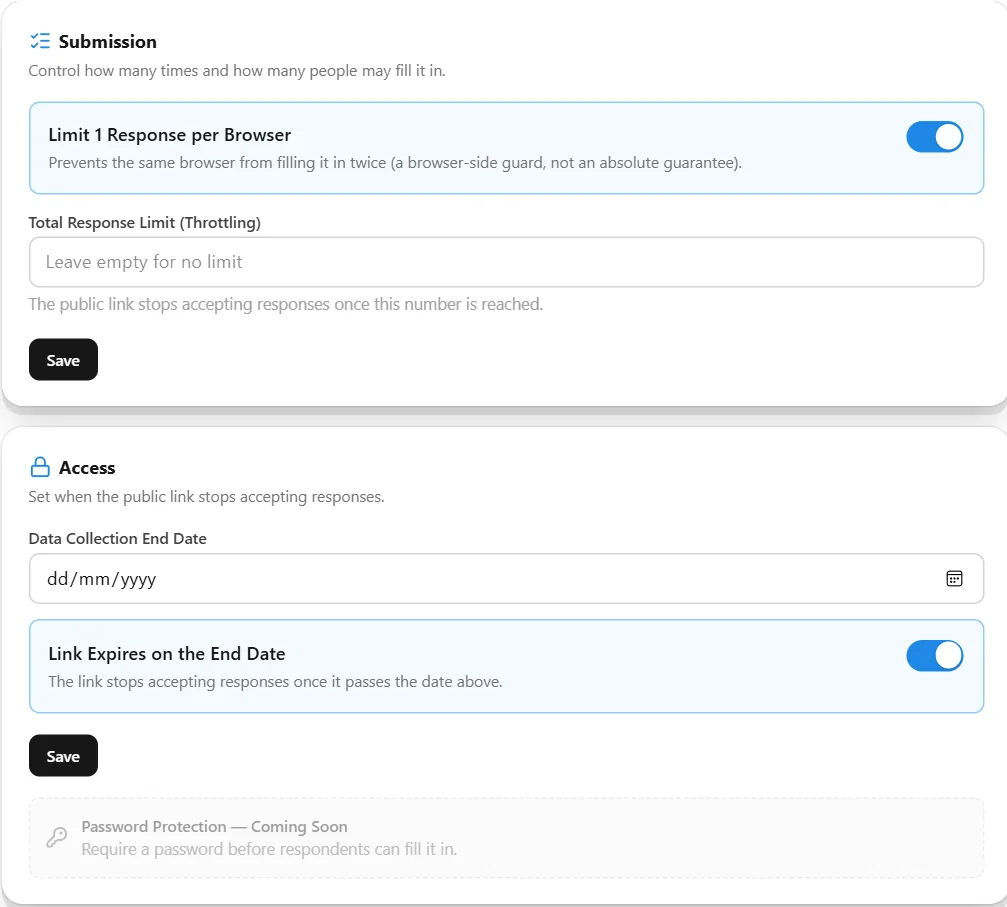 Submission
Control how many times and how many people may fill it in.
Limit 1 Response per Browser
Prevents the same browser from filling it in twice (a browser-side guard, not an absolute guarantee).
Total Response Limit (Throttling)
Leave empty for no limit
The public link stops accepting responses once this number is reached.
Save
Access
Set when the public link stops accepting responses.
Data Collection End Date
dd/mm/yyyy
Link Expires on the End Date
The link stops accepting responses once it passes the date above.
Save
Password Protection — Coming Soon
Require a password before respondents can fill it in.